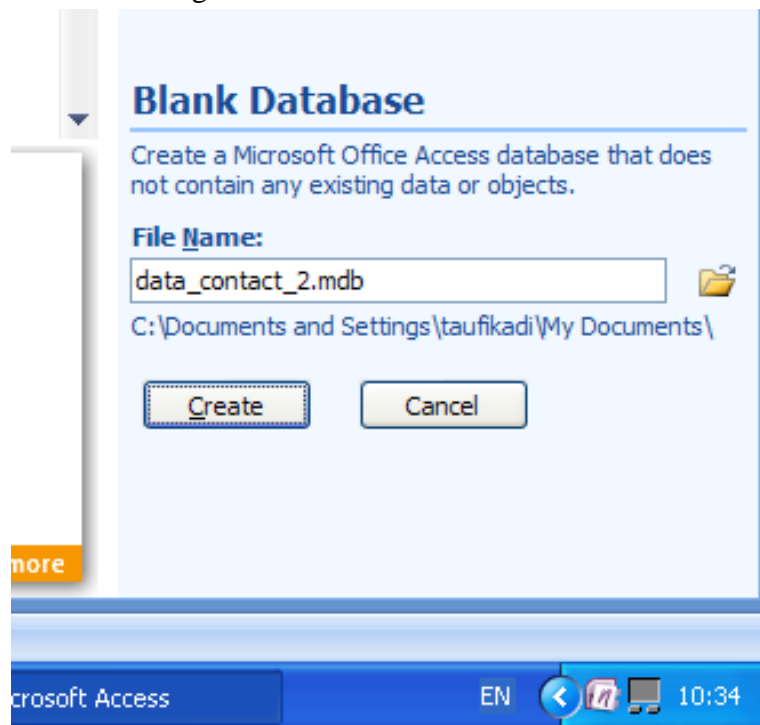 Blank Database
Create a Microsoft Office Access database that does
not contain any existing data or objects.
File Name:
data_contact_2.mdb
C:\Documents and Settings\taufikadi\My Documents\
Create Cancel
more
crosoft Access EN 10:34